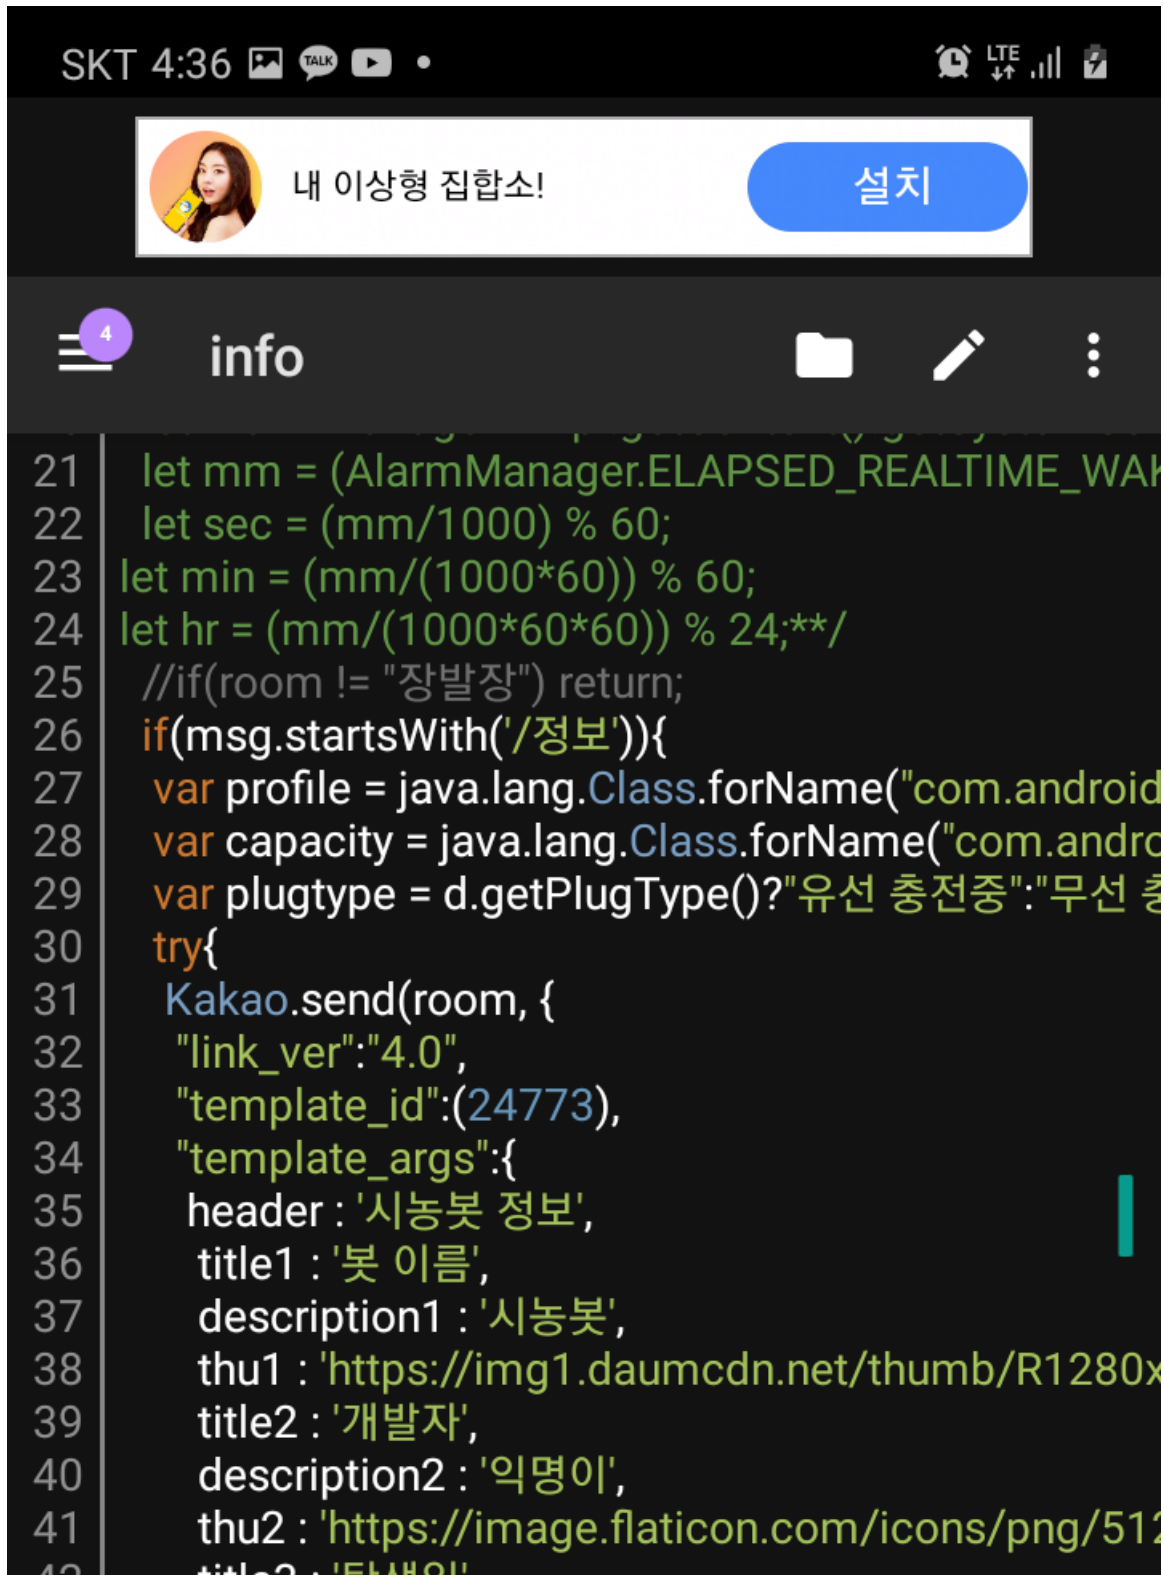 SKT 4:36 TALK LTE
내 이상형 집합소! 설치
4 info
21 let mm = (AlarmManager.ELAPSED_REALTIME_WAK
22 let sec = (mm/1000) % 60;
23 let min = (mm/(1000*60)) % 60;
24 let hr = (mm/(1000*60*60)) % 24;**/
25 //if(room != "장발장") return;
26 if(msg.startsWith('/정보')){
27 var profile = java.lang.Class.forName("com.android
28 var capacity = java.lang.Class.forName("com.andro
29 var plugtype = d.getPlugType()?"유선 충전중":"무선 충
30 try{
31 Kakao.send(room, {
32 "link_ver":"4.0",
33 "template_id":(24773),
34 "template_args":{
35 header : '시농봇 정보',
36 title1 : '봇 이름',
37 description1 : '시농봇',
38 thu1 : 'https://img1.daumcdn.net/thumb/R1280x
39 title2 : '개발자',
40 description2 : '익명이',
41 thu2 : 'https://image.flaticon.com/icons/png/512